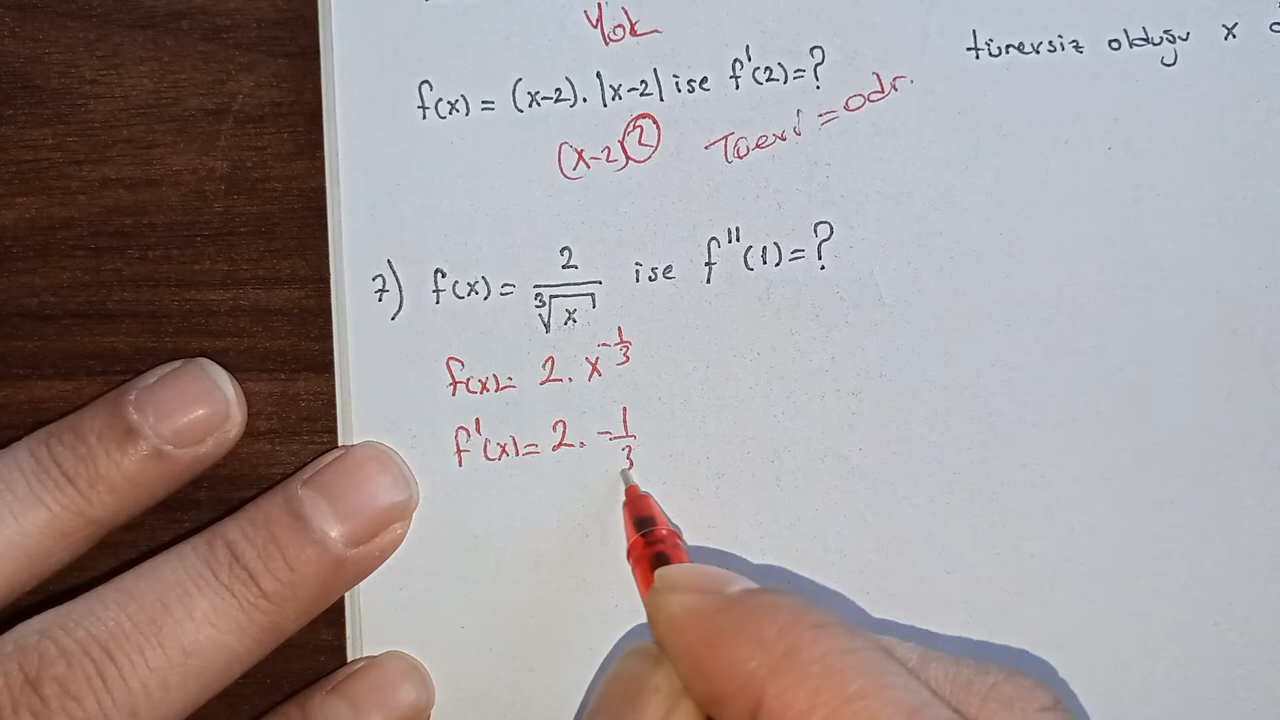 Yok
f(x) = (x-2).|x-2| ise f'(2)=?
(x-2)² Türevi = 0dır.
türevsiz olduğu x
7) f(x) = 2/∛x ise f''(1)=?
f(x) = 2.x^-1/3
f'(x) = 2. -1/3